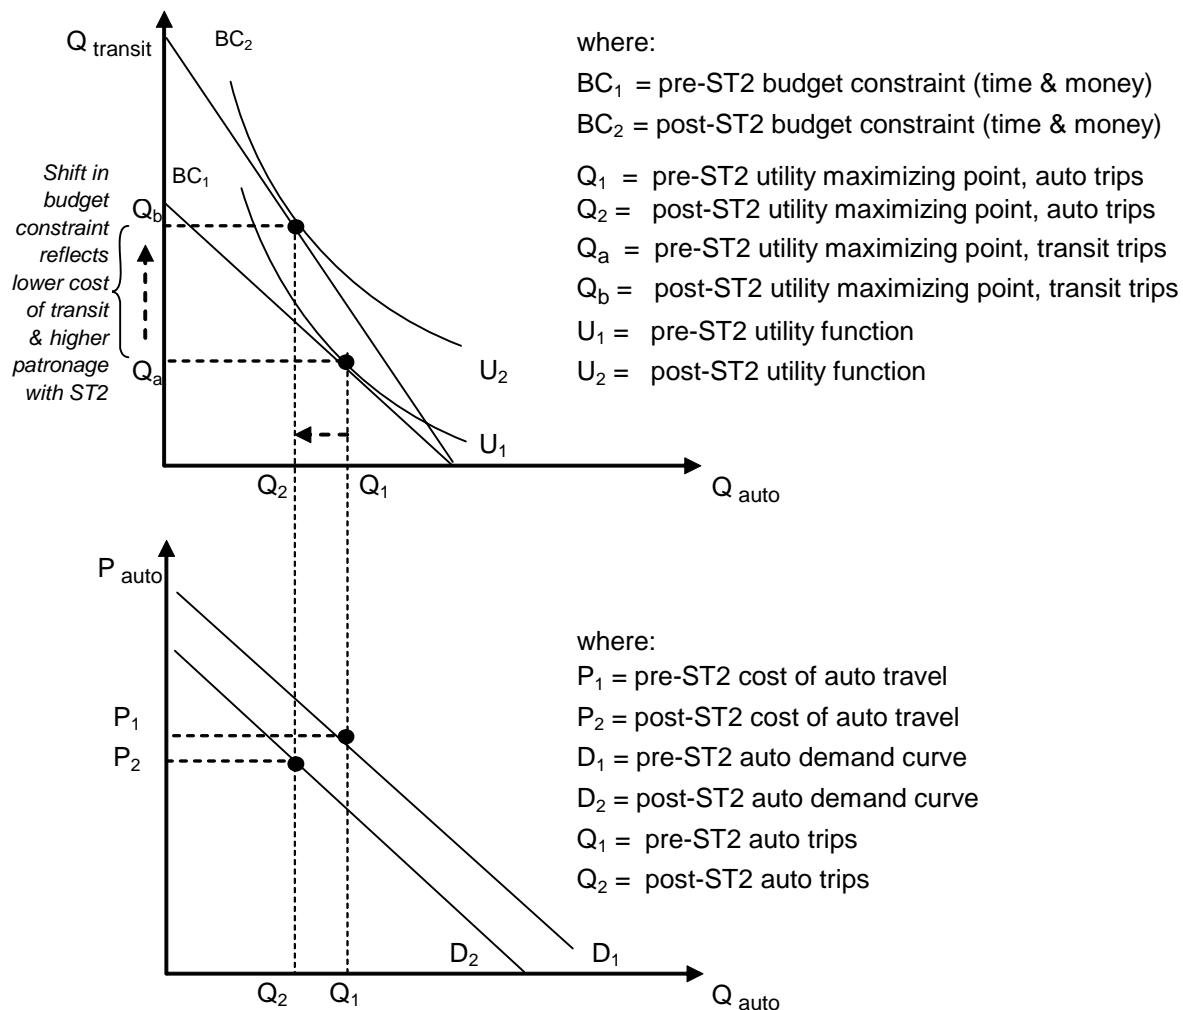 Q transit
BC₂
where:
BC₁ = pre-ST2 budget constraint (time & money)
BC₂ = post-ST2 budget constraint (time & money)
Q₁ = pre-ST2 utility maximizing point, auto trips
Q₂ = post-ST2 utility maximizing point, auto trips
Qₐ = pre-ST2 utility maximizing point, transit trips
Q_b = post-ST2 utility maximizing point, transit trips
U₁ = pre-ST2 utility function
U₂ = post-ST2 utility function
Shift in
budget
constraint
reflects
lower cost
of transit
& higher
patronage
with ST2
BC₁
Q_b
Qₐ
U₂
U₁
Q₂
Q₁
Q auto
P auto
where:
P₁ = pre-ST2 cost of auto travel
P₂ = post-ST2 cost of auto travel
D₁ = pre-ST2 auto demand curve
D₂ = post-ST2 auto demand curve
Q₁ = pre-ST2 auto trips
Q₂ = post-ST2 auto trips
P₁
P₂
D₂
D₁
Q₂
Q₁
Q auto